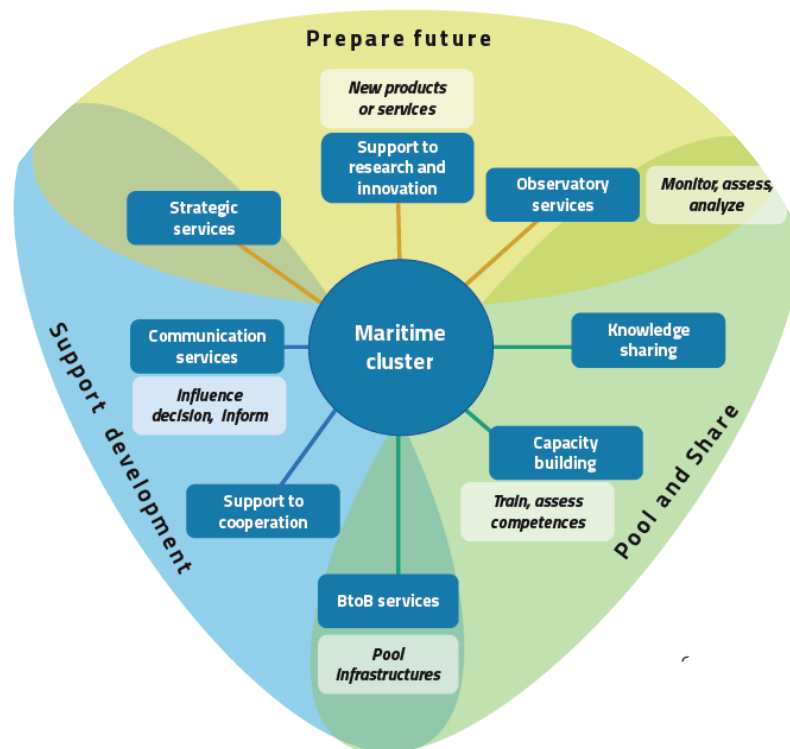 Prepare future
New products
or services
Support to
research and
innovation
Observatory
services
Monitor, assess,
analyze
Strategic
services
Maritime
cluster
Communication
services
Influence
decision, inform
Knowledge
sharing
Support development
Capacity
building
Train, assess
competences
Pool and Share
Support to
cooperation
BtoB services
Pool
infrastructures